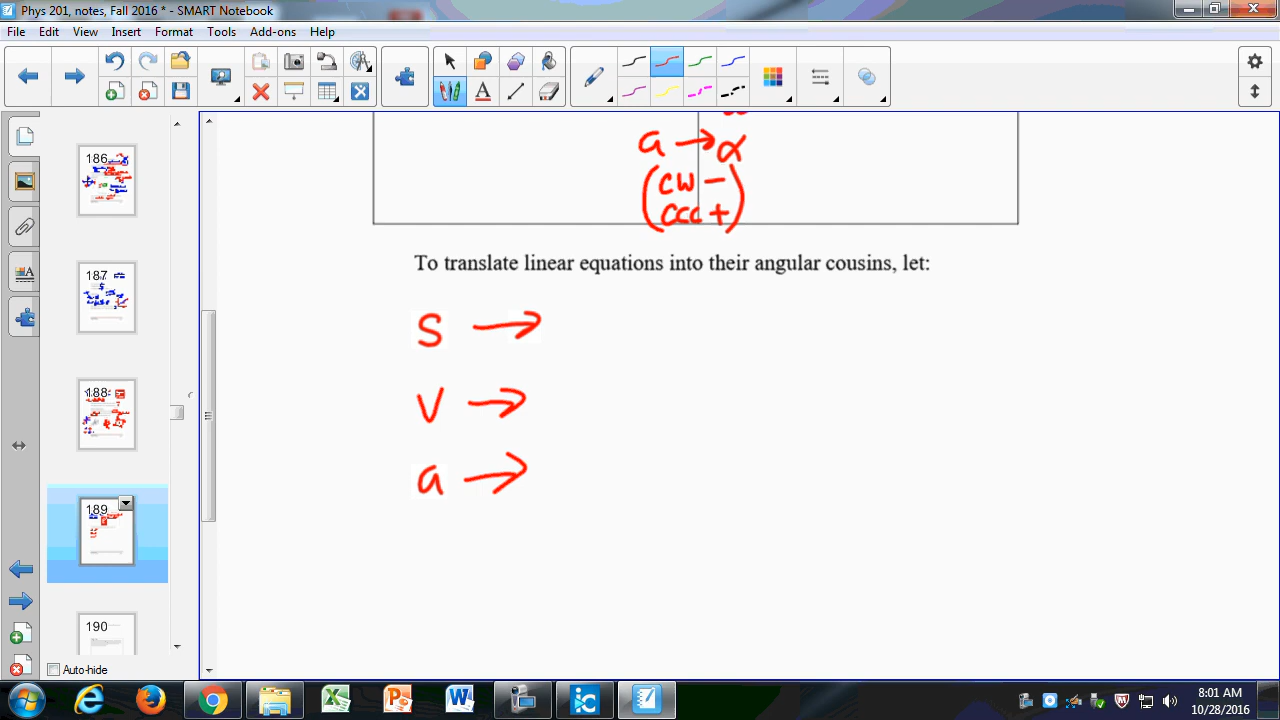 Phys 201, notes, Fall 2016 * - SMART Notebook
File Edit View Insert Format Tools Add-ons Help
186
187
188
189
190
Auto-hide
a → α
(cw -
ccc +)
To translate linear equations into their angular cousins, let:
S →
V →
a →
8:01 AM
10/28/2016